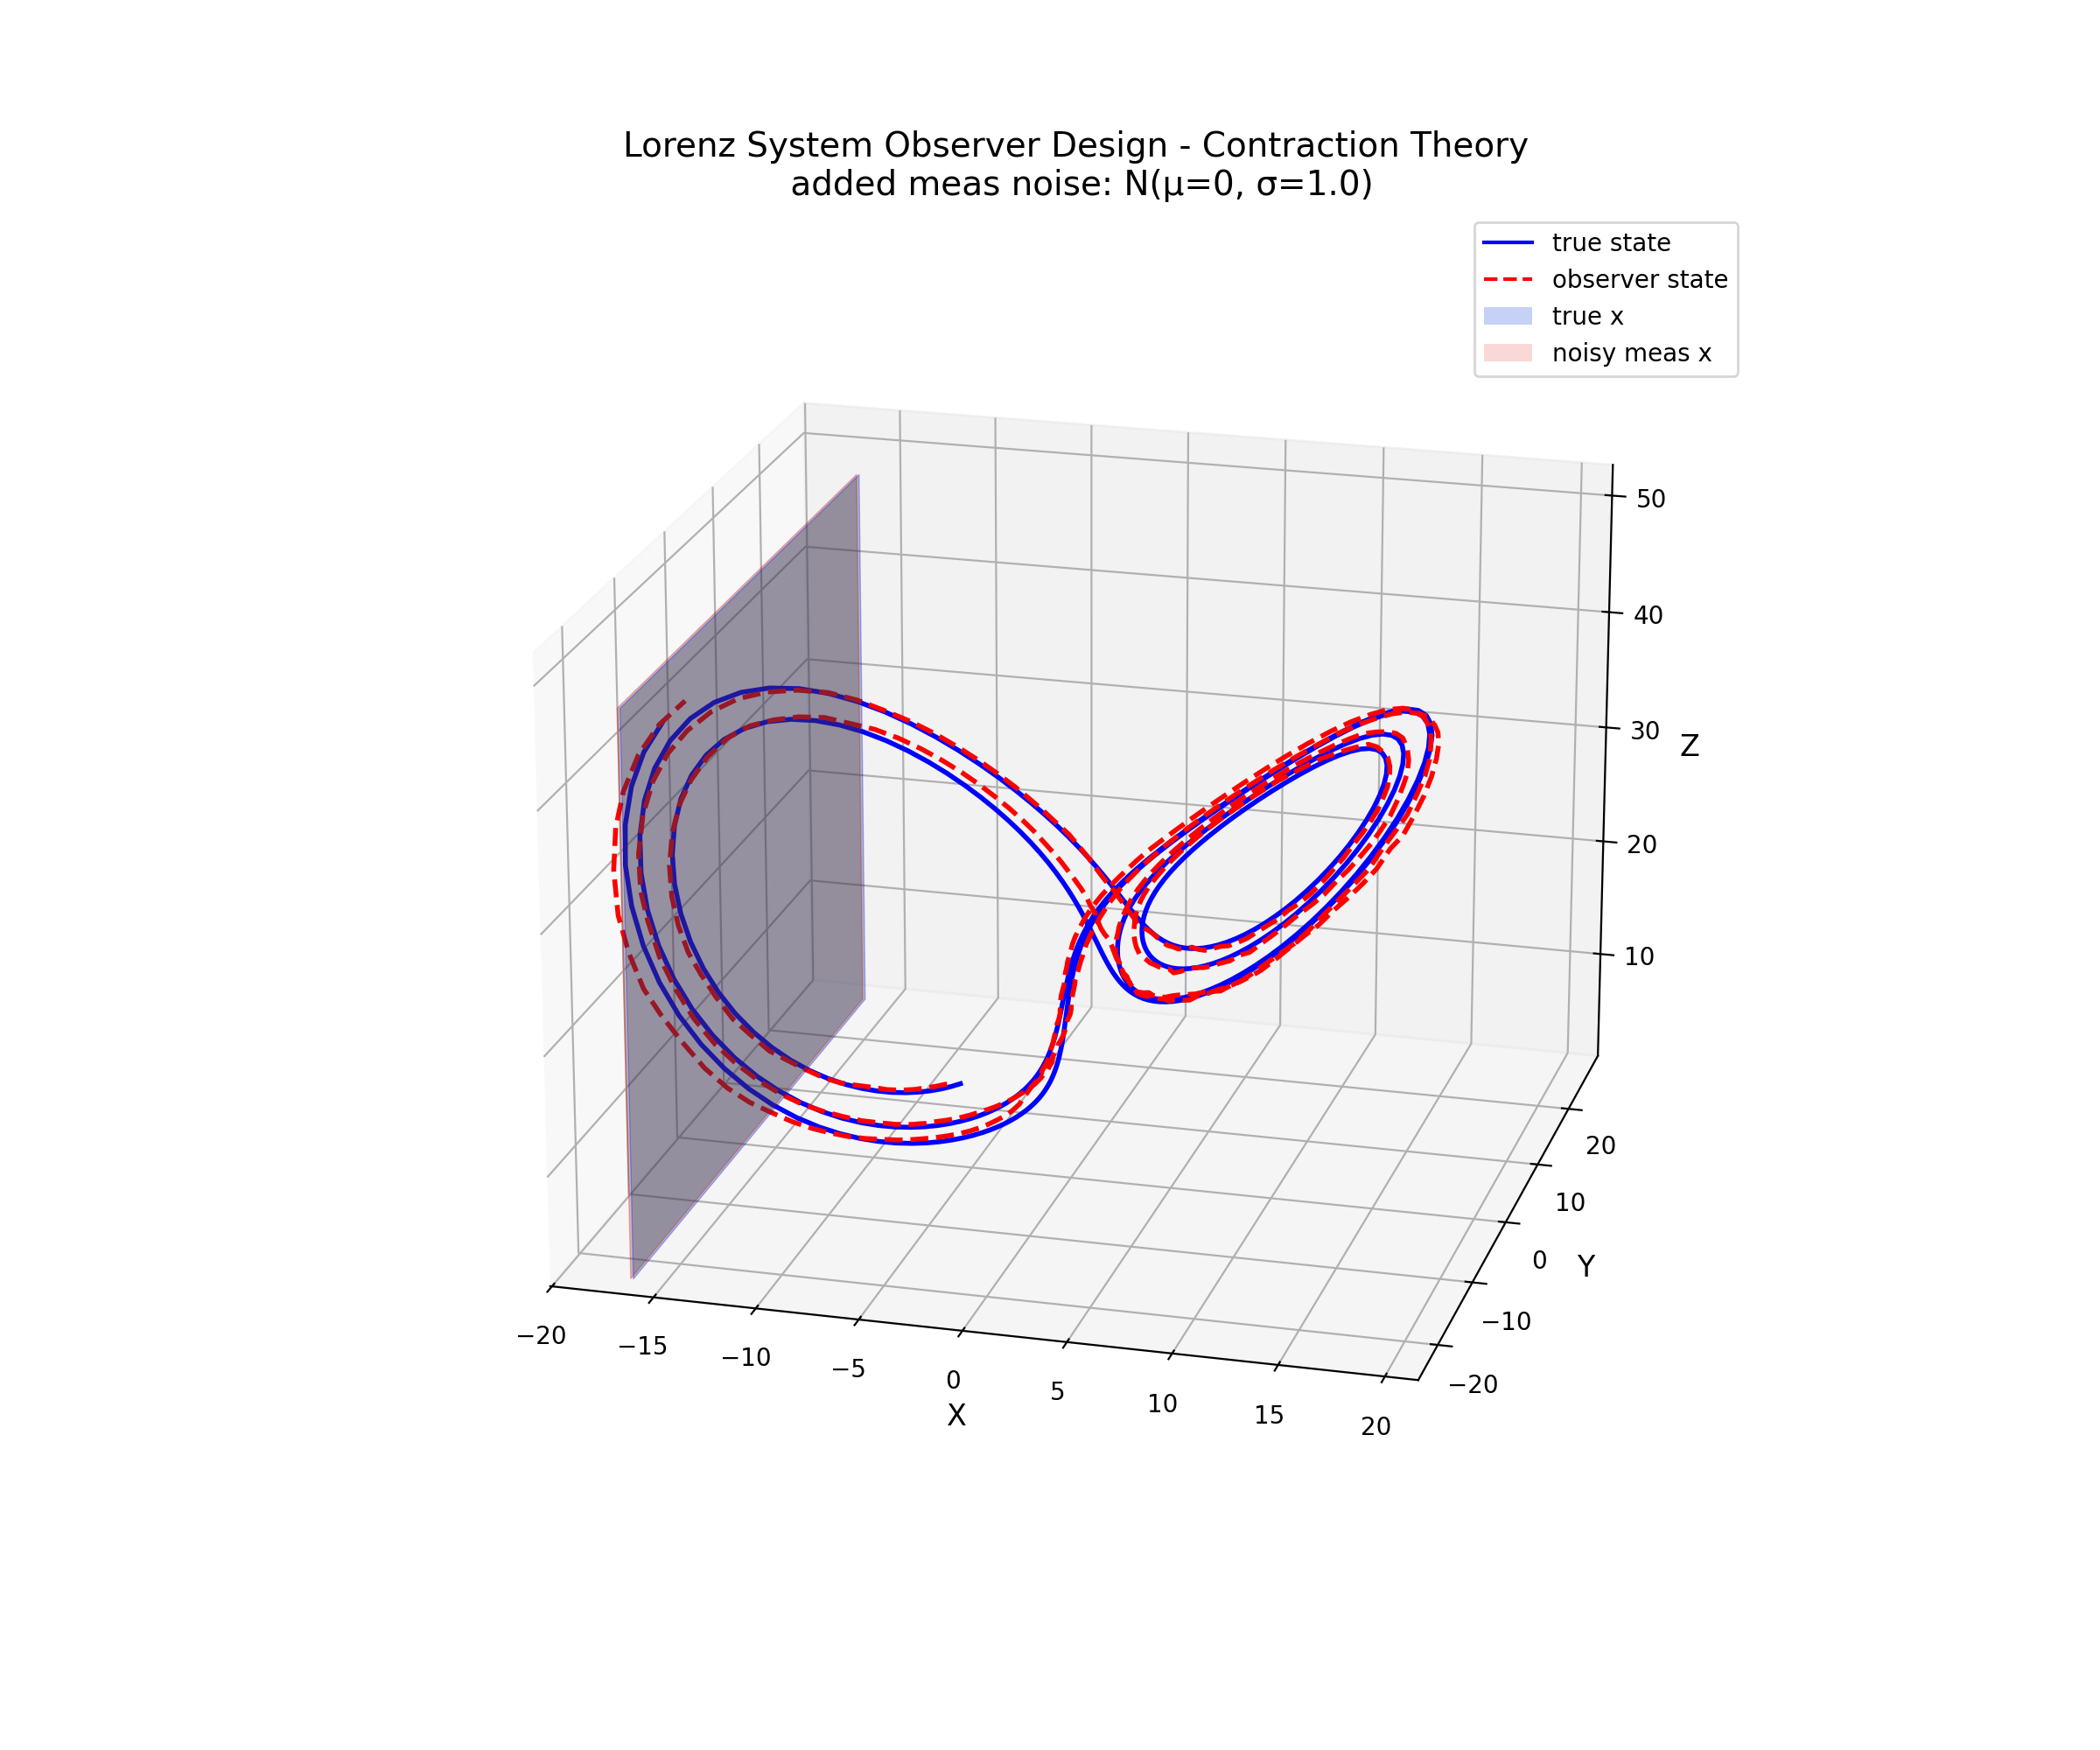 Lorenz System Observer Design - Contraction Theory
added meas noise: N(μ=0, σ=1.0)
true state
observer state
true x
noisy meas x
50
40
30
Z
20
10
20
10
0
Y
−10
−20
−20
−15
−10
−5
0
5
10
15
20
X